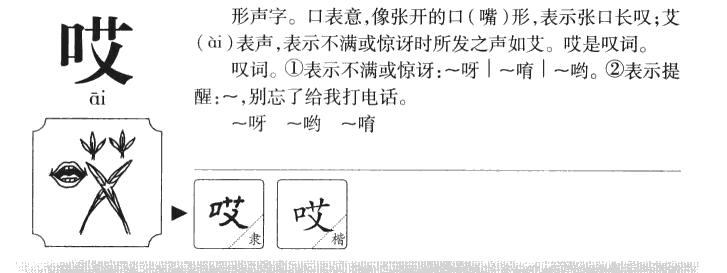 哎
āi
形声字。口表意,像张开的口(嘴)形,表示张口长叹;艾
(ài)表声,表示不满或惊讶时所发之声如艾。哎是叹词。
叹词。①表示不满或惊讶:～呀｜～唷｜～哟。②表示提
醒:～,别忘了给我打电话。
～呀 ～哟 ～唷
哎 隶
哎 楷